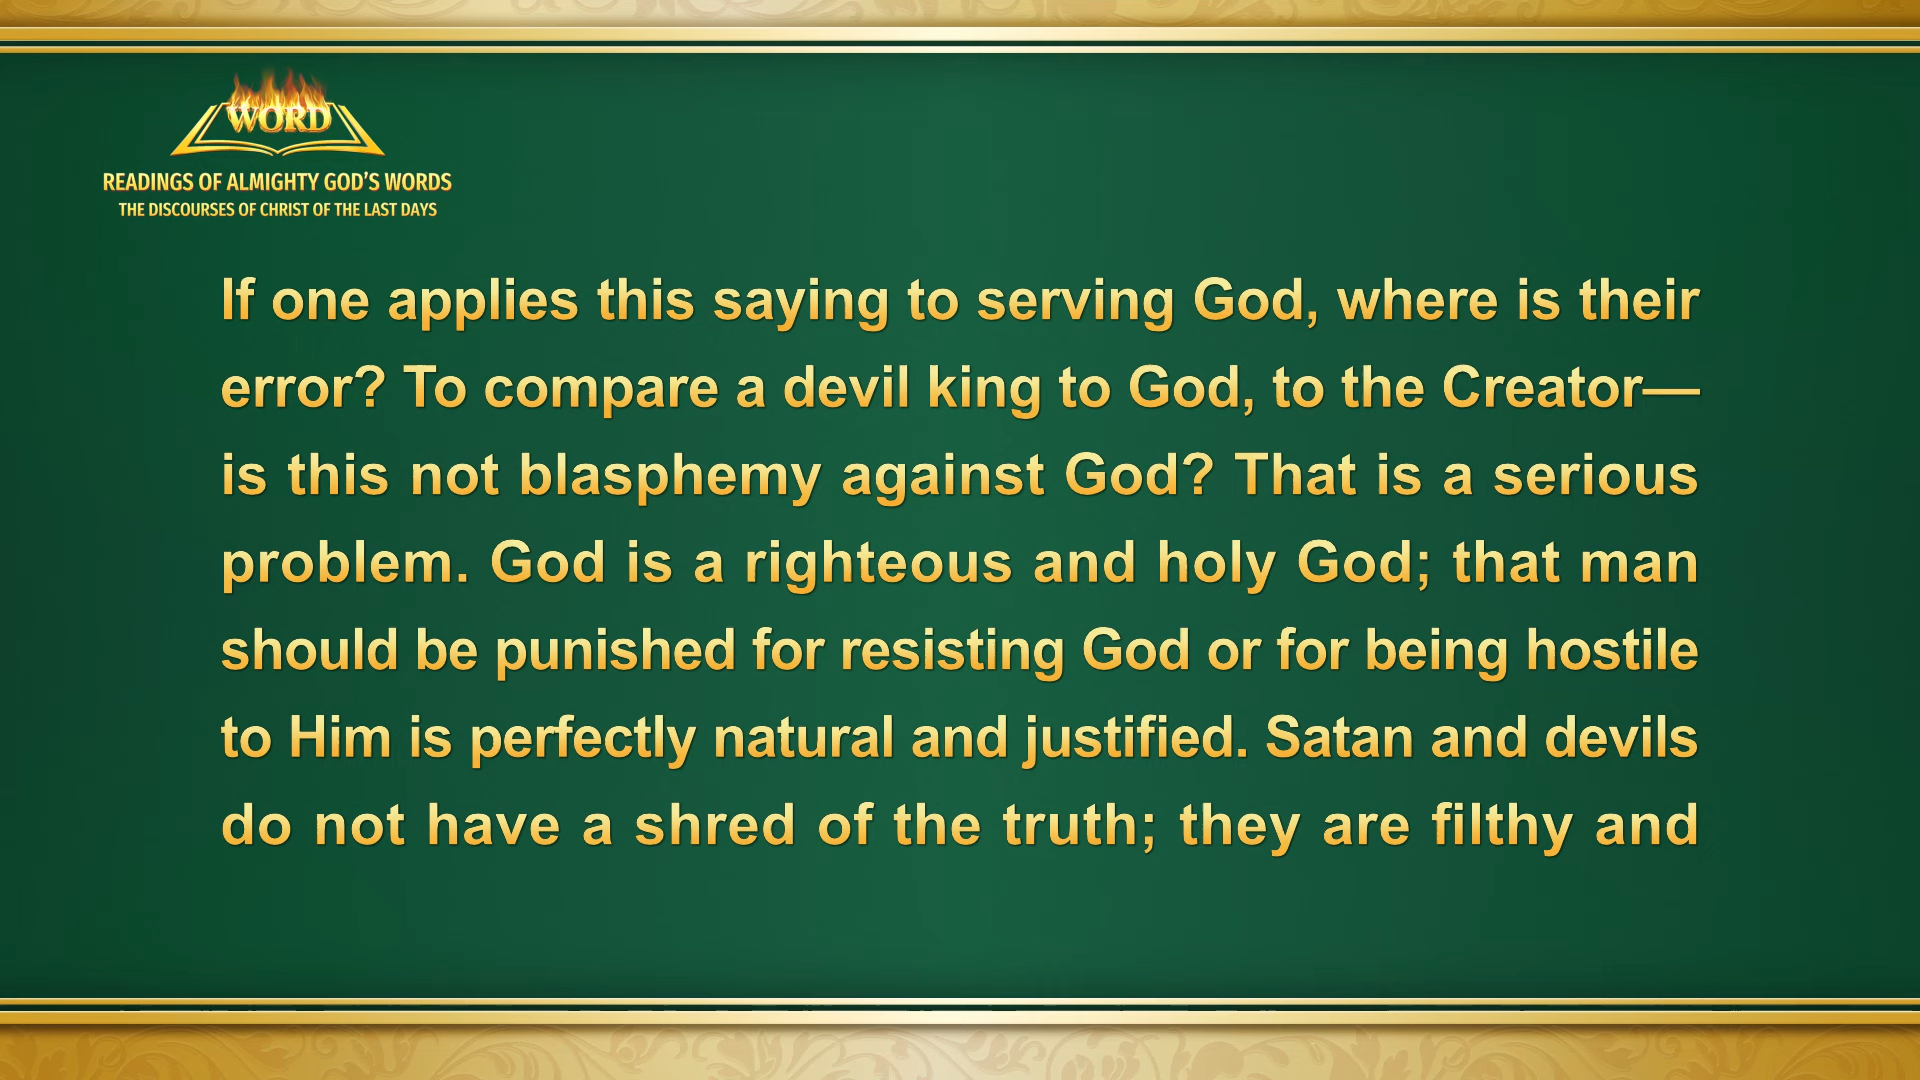 WORD
READINGS OF ALMIGHTY GOD'S WORDS
THE DISCOURSES OF CHRIST OF THE LAST DAYS
If one applies this saying to serving God, where is their
error? To compare a devil king to God, to the Creator—
is this not blasphemy against God? That is a serious
problem. God is a righteous and holy God; that man
should be punished for resisting God or for being hostile
to Him is perfectly natural and justified. Satan and devils
do not have a shred of the truth; they are filthy and